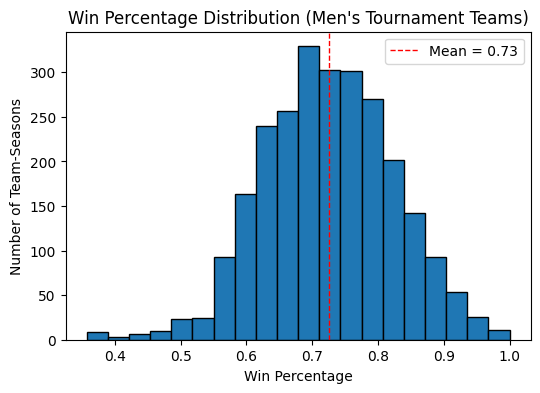 Win Percentage Distribution (Men's Tournament Teams)
Mean = 0.73
Number of Team-Seasons
300
250
200
150
100
50
0
0.4 0.5 0.6 0.7 0.8 0.9 1.0
Win Percentage